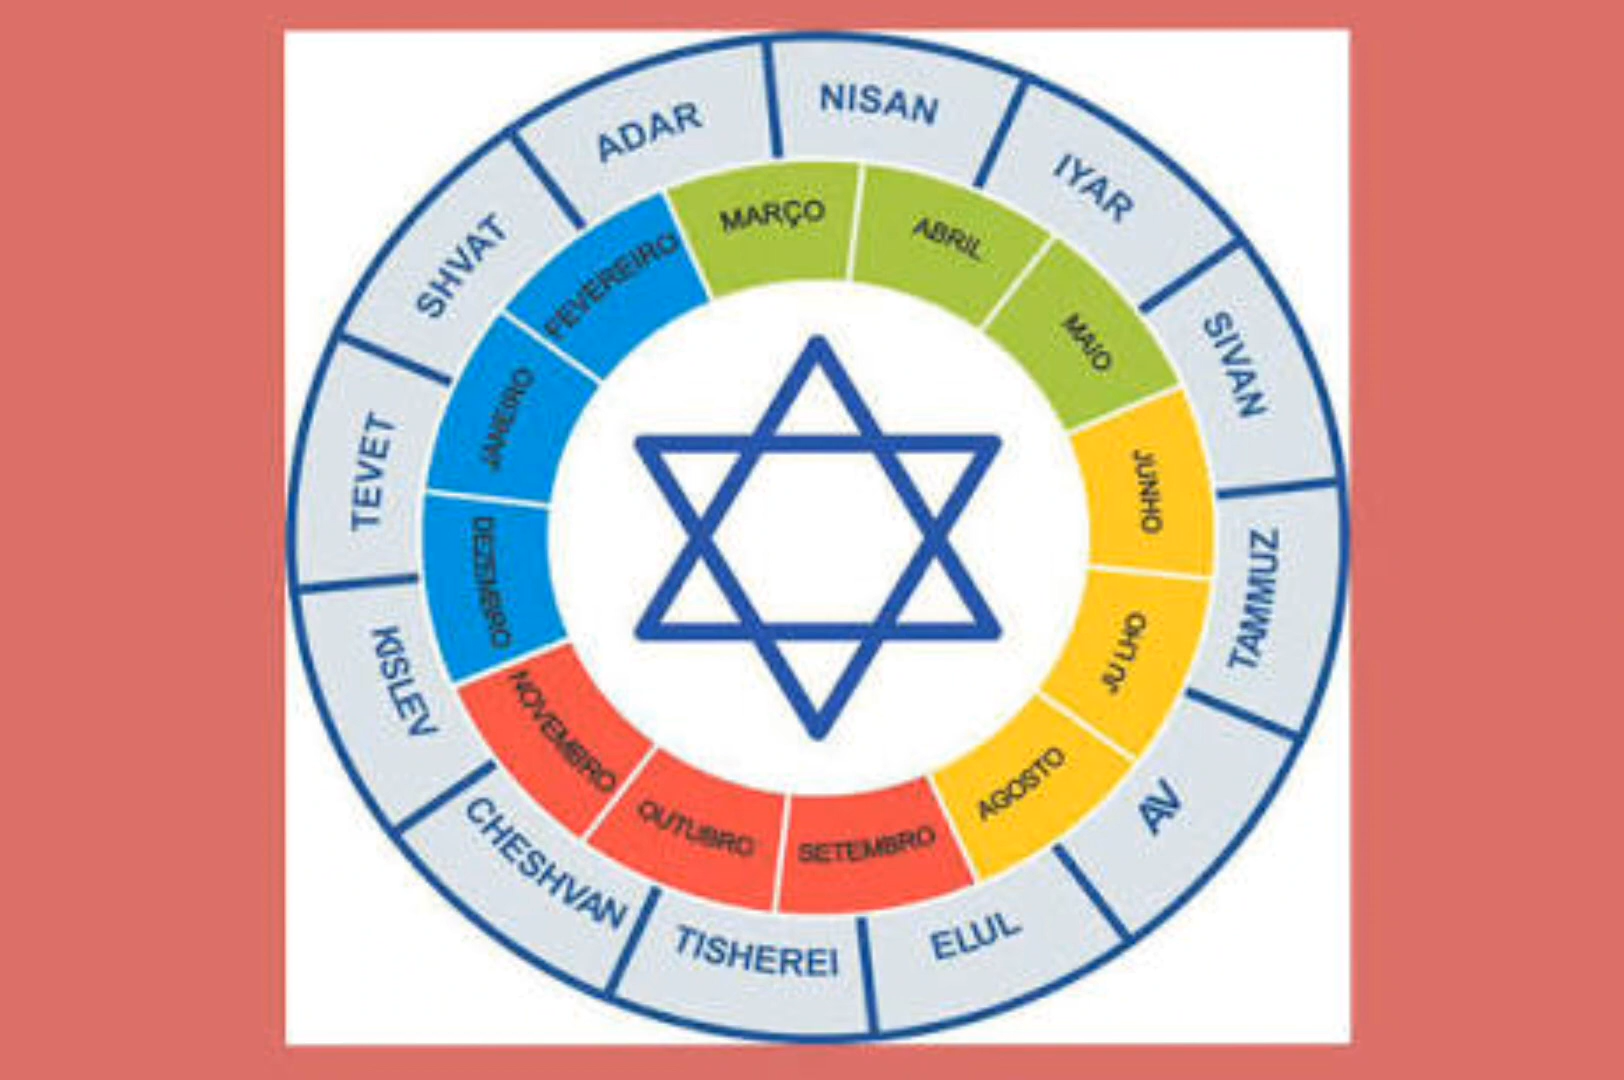 NISAN
IYAR
SIVAN
TAMMUZ
AV
ELUL
TISHEREI
CHESHVAN
KISLEV
TEVET
SHVAT
ADAR
MARÇO
ABRIL
MAIO
JUNHO
JULHO
AGOSTO
SETEMBRO
OUTUBRO
NOVEMBRO
DEZEMBRO
JANEIRO
FEVEREIRO